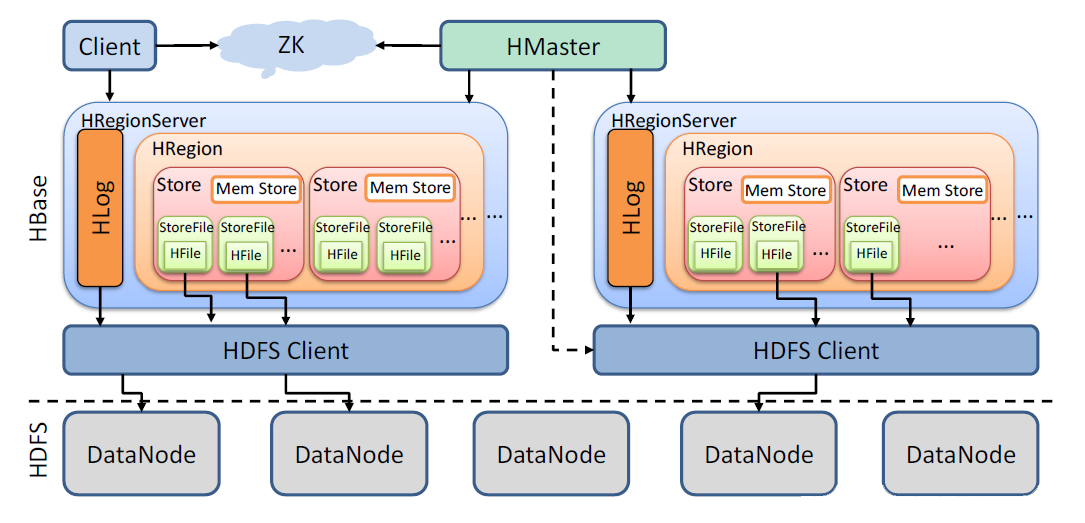 Client
ZK
HMaster
HBase
HRegionServer
HLog
HRegion
Store
Mem Store
StoreFile
HFile
StoreFile
HFile
...
Store
Mem Store
StoreFile
HFile
StoreFile
HFile
...
...
...
HRegionServer
HLog
HRegion
Store
Mem Store
StoreFile
HFile
StoreFile
HFile
...
Store
Mem Store
StoreFile
HFile
...
...
...
HDFS Client
HDFS Client
HDFS
DataNode
DataNode
DataNode
DataNode
DataNode